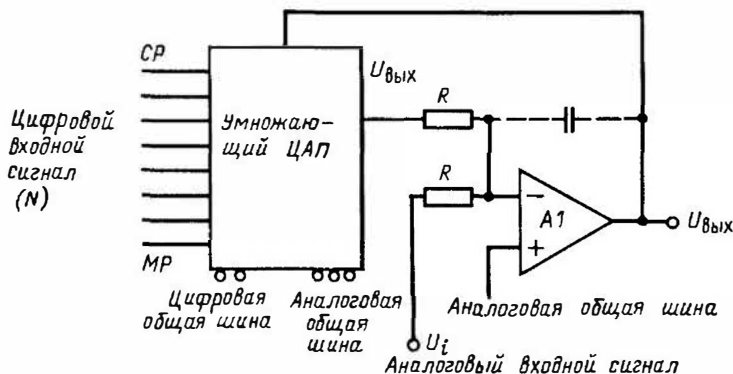 СР
Цифровой
входной
сигнал
(N)
МР
Умножаю-
щий ЦАП
Uвых
R
R
A1
−
+
Uвых
Цифровая
общая шина
Аналоговая
общая
шина
Аналоговая общая шина
Ui
Аналоговый входной сигнал